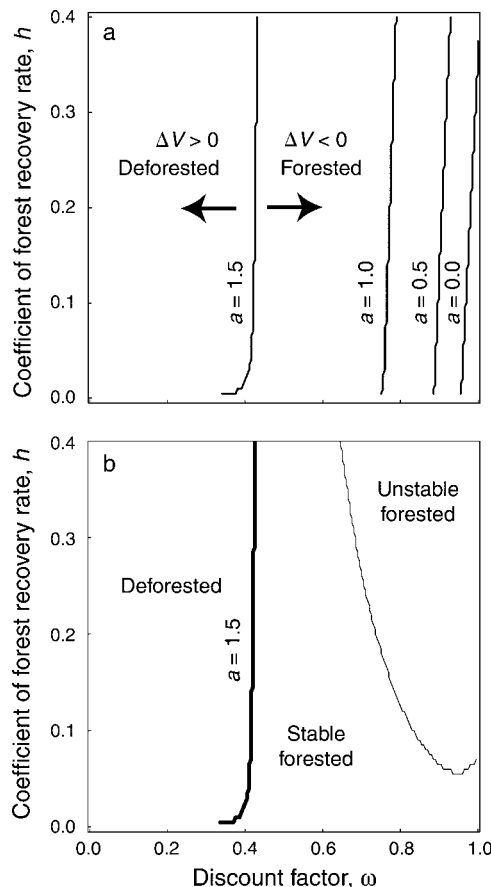 a
Coefficient of forest recovery rate, h
0.4
0.3
0.2
0.1
0.0
ΔV > 0
Deforested
ΔV < 0
Forested
a = 1.5
a = 1.0
a = 0.5
a = 0.0
b
Coefficient of forest recovery rate, h
0.4
0.3
0.2
0.1
0.0
Unstable
forested
Deforested
a = 1.5
Stable
forested
0.0 0.2 0.4 0.6 0.8 1.0
Discount factor, ω